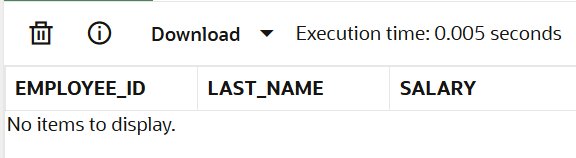 Download Execution time: 0.005 seconds
EMPLOYEE_ID LAST_NAME SALARY
No items to display.